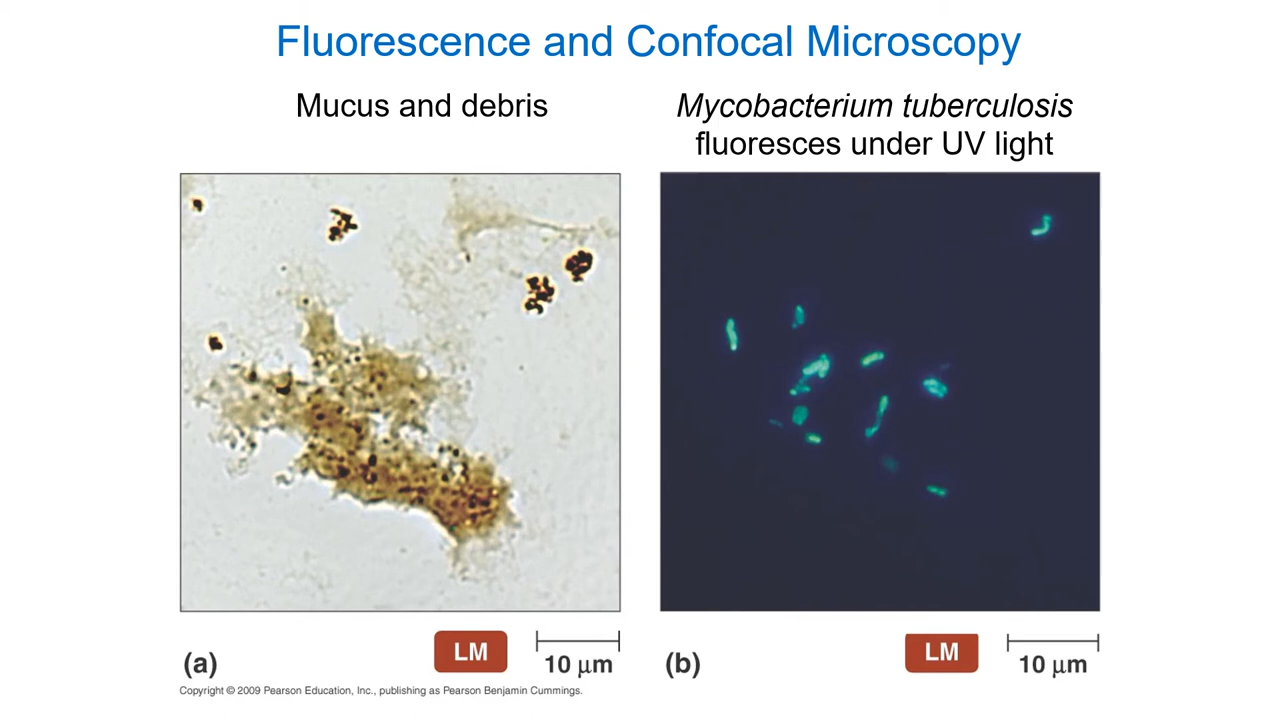 Fluorescence and Confocal Microscopy
Mucus and debris
Mycobacterium tuberculosis
fluoresces under UV light
(a)
LM
10 μm
(b)
LM
10 μm
Copyright © 2009 Pearson Education, Inc., publishing as Pearson Benjamin Cummings.